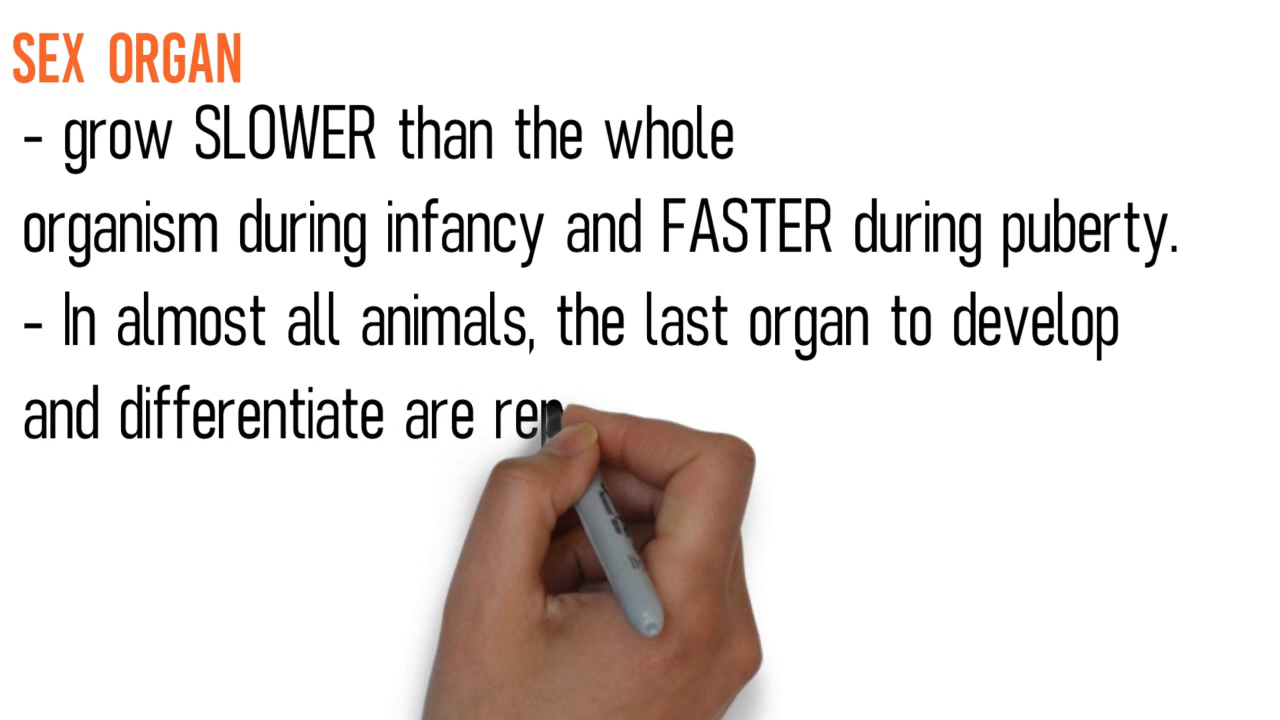 SEX ORGAN
- grow SLOWER than the whole
organism during infancy and FASTER during puberty.
- In almost all animals, the last organ to develop
and differentiate are rep